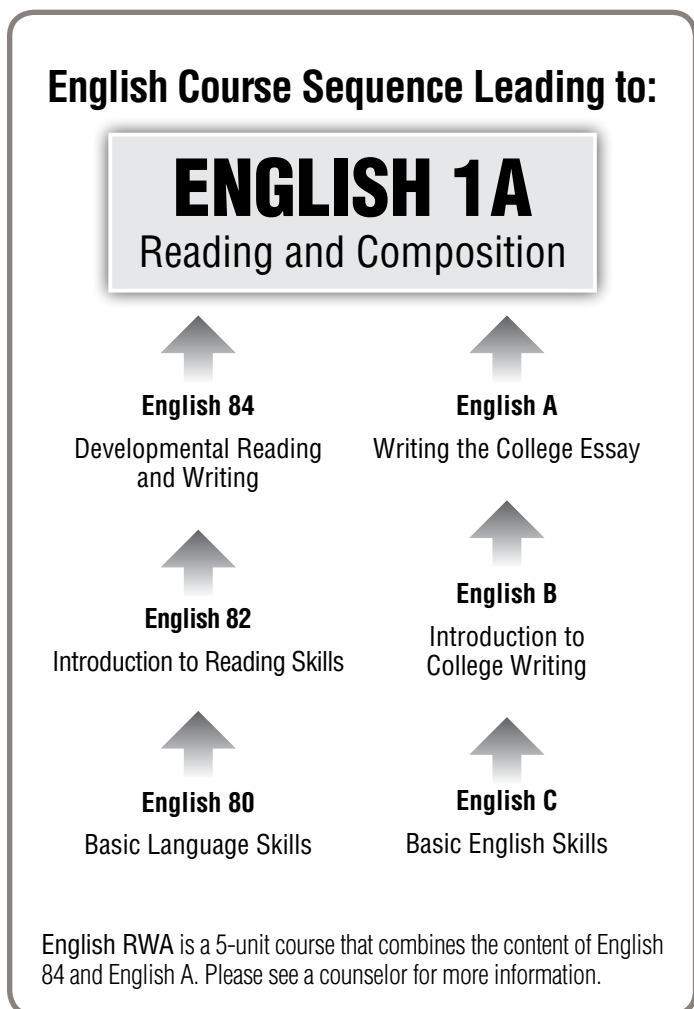 English Course Sequence Leading to:
ENGLISH 1A
Reading and Composition
English 84
Developmental Reading
and Writing
English A
Writing the College Essay
English 82
Introduction to Reading Skills
English B
Introduction to
College Writing
English 80
Basic Language Skills
English C
Basic English Skills
English RWA is a 5-unit course that combines the content of English
84 and English A. Please see a counselor for more information.